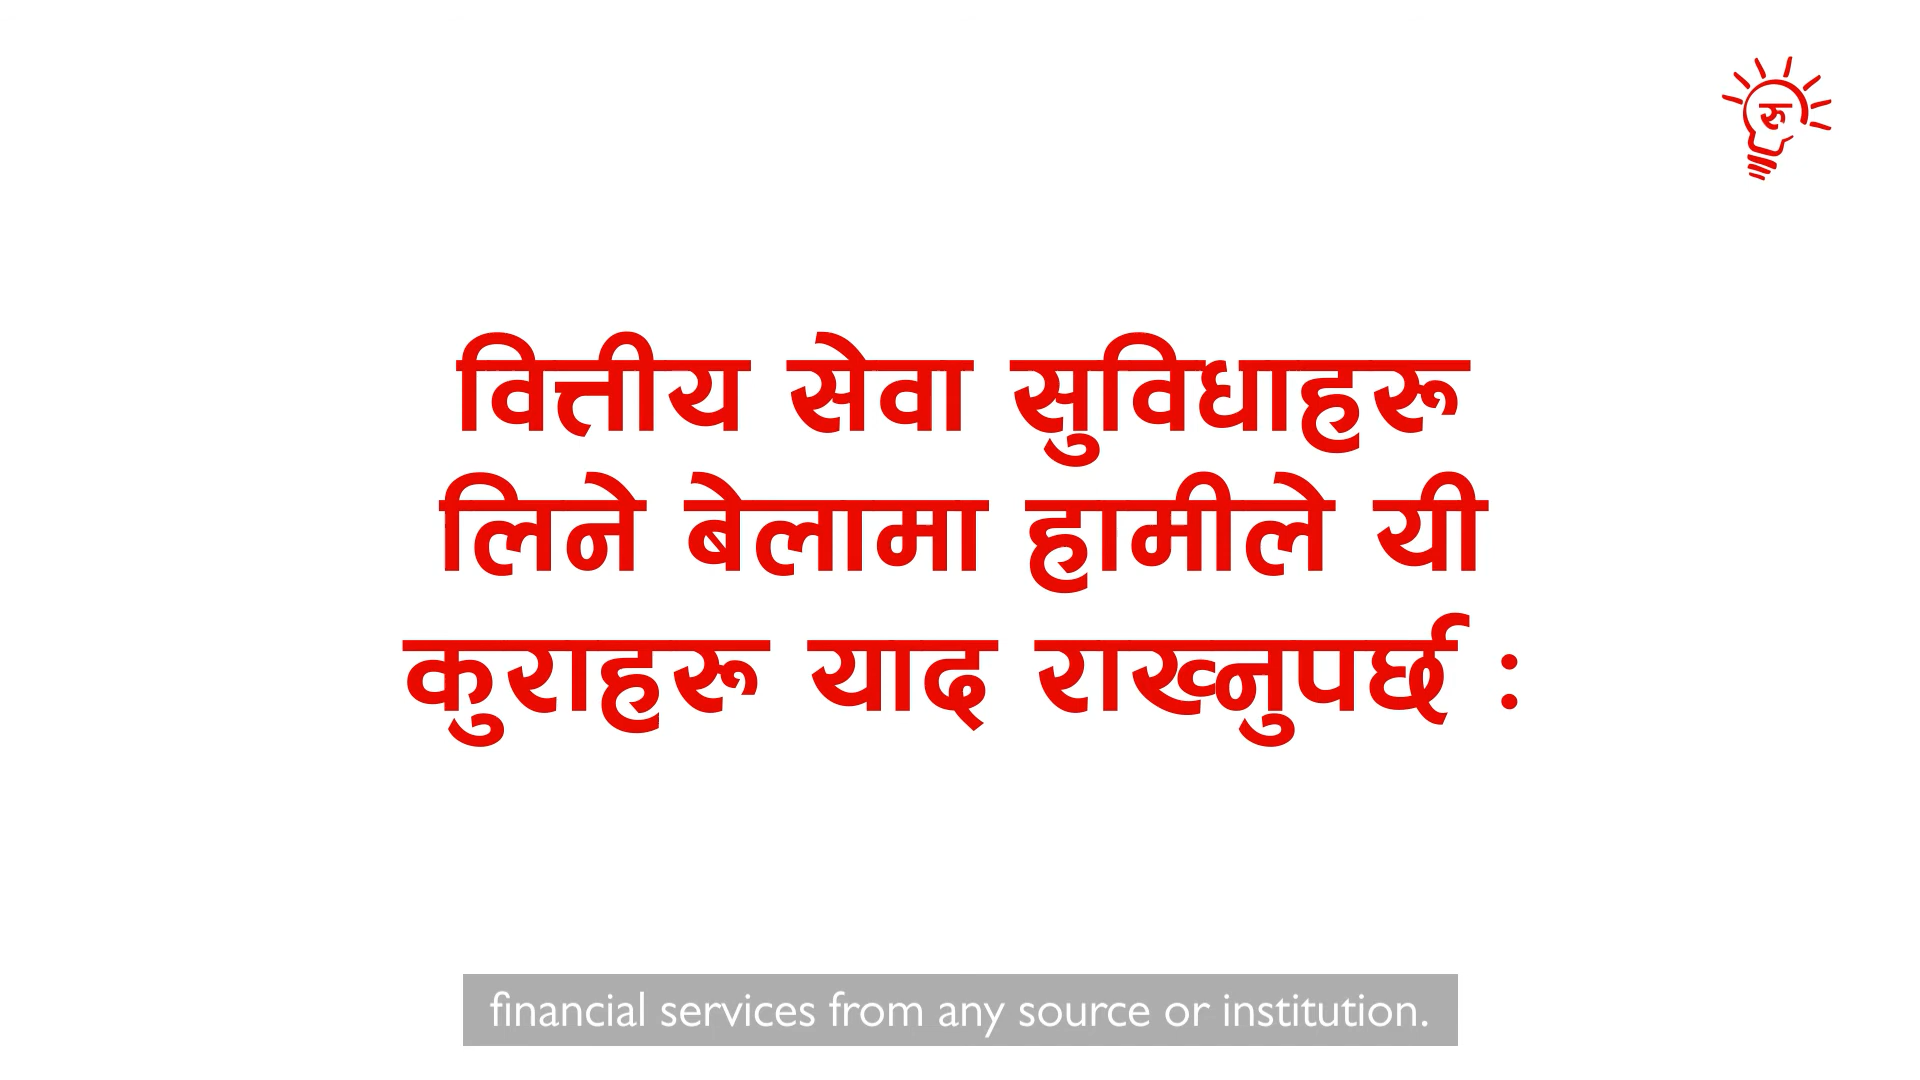 रु
वित्तीय सेवा सुविधाहरू
लिने बेलामा हामीले यी
कुराहरू याद राख्नुपर्छ :
financial services from any source or institution.